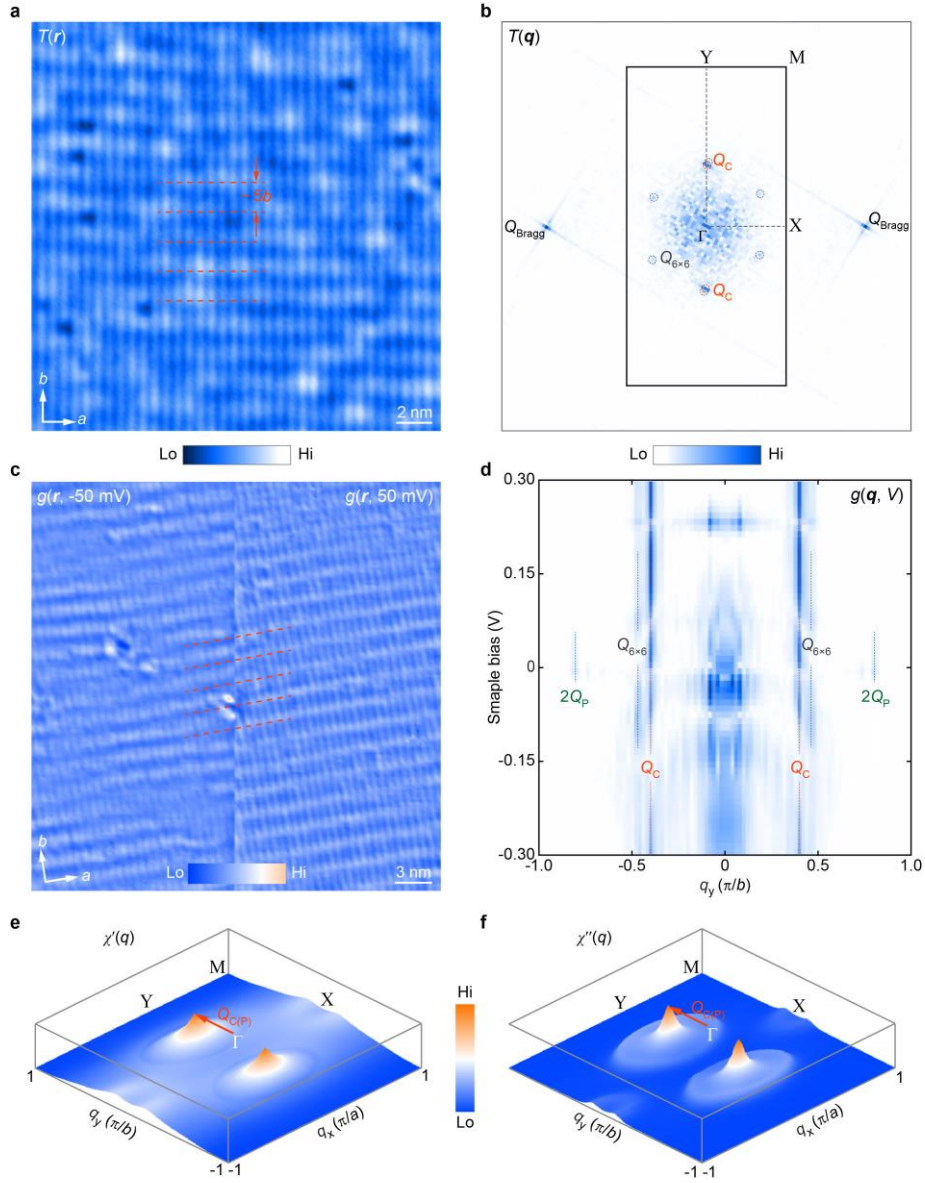 a
T(r)
5b
b
a
2 nm
Lo Hi
b
T(q)
Y
M
Q_C
Q_Bragg
Γ
X
Q_Bragg
Q_6×6
Q_C
Lo Hi
c
g(r, -50 mV)
g(r, 50 mV)
b
a
Lo Hi
3 nm
d
g(q, V)
0.30
0.15
0
-0.15
-0.30
Smaple bias (V)
Q_6×6
Q_6×6
2Q_P
2Q_P
Q_C
Q_C
-1.0 -0.5 0 0.5 1.0
q_y (π/b)
e
χ′(q)
M
Y
X
Q_C(P)
Γ
1
1
q_y (π/b)
q_x (π/a)
-1 -1
Hi
Lo
f
χ″(q)
M
Y
X
Q_C(P)
Γ
1
1
q_y (π/b)
q_x (π/a)
-1 -1